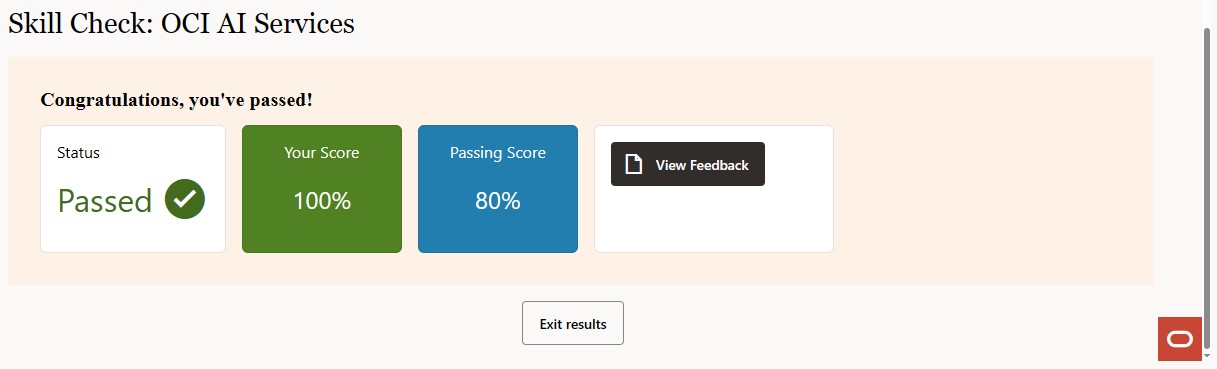 Skill Check: OCI AI Services
Congratulations, you've passed!
Status
Passed
Your Score
100%
Passing Score
80%
View Feedback
Exit results